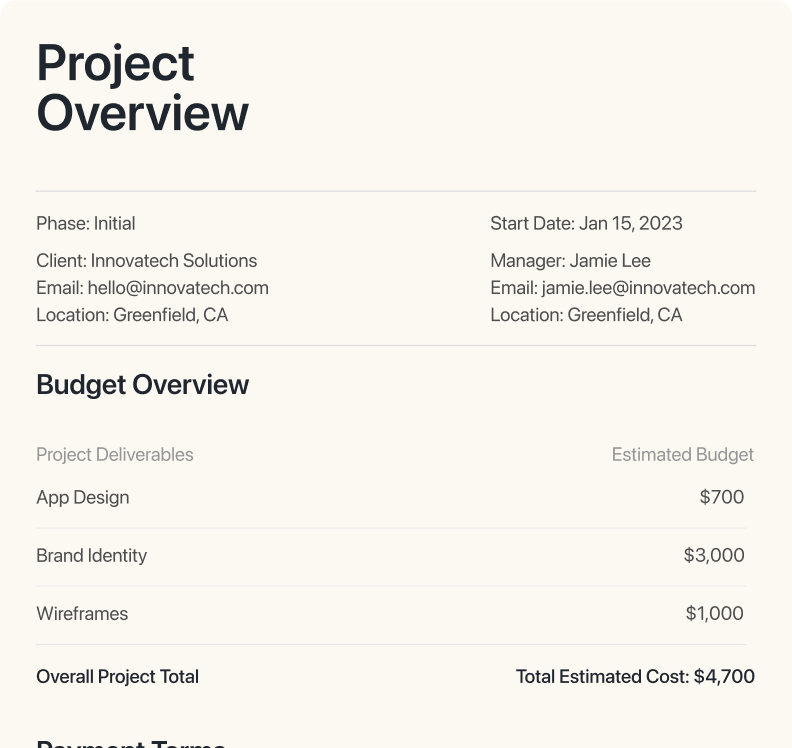 Project
Overview
Phase: Initial
Start Date: Jan 15, 2023
Client: Innovatech Solutions
Email: hello@innovatech.com
Location: Greenfield, CA
Manager: Jamie Lee
Email: jamie.lee@innovatech.com
Location: Greenfield, CA
Budget Overview
Project Deliverables Estimated Budget
App Design $700
Brand Identity $3,000
Wireframes $1,000
Overall Project Total Total Estimated Cost: $4,700
Payment Terms